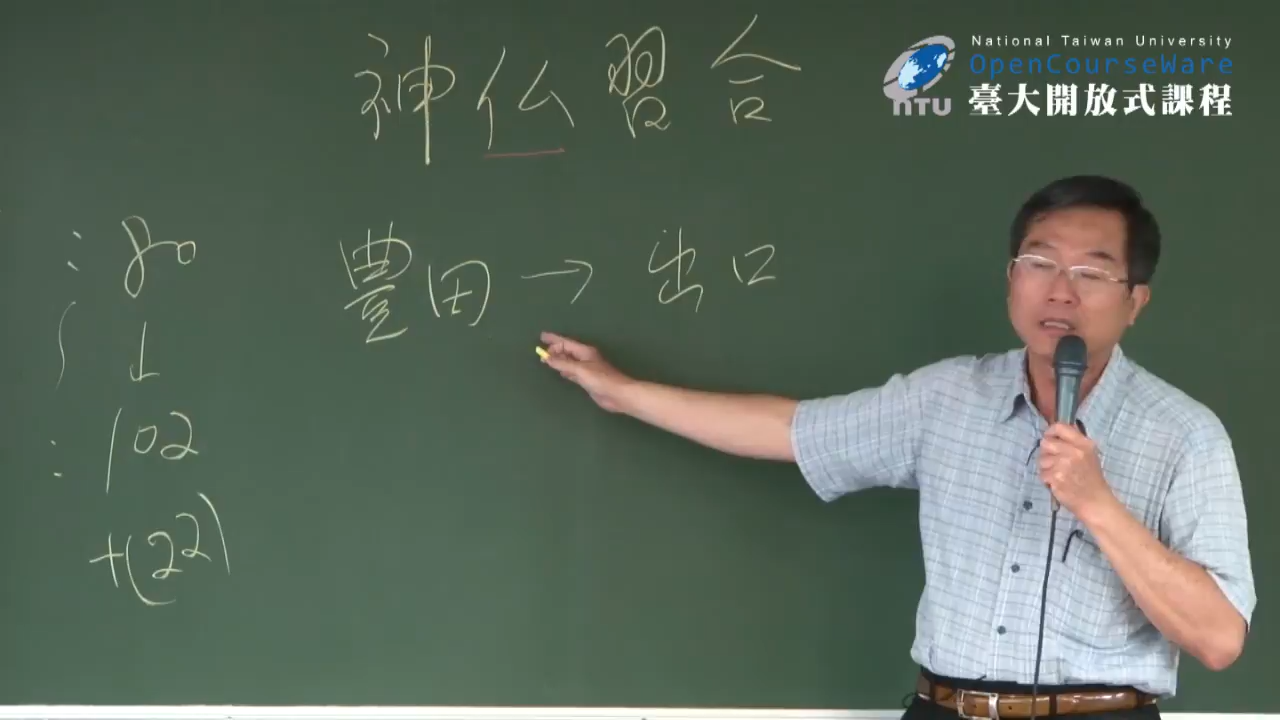 National Taiwan University
OpenCourseWare
NTU 臺大開放式課程
神仏習合
豊田→出口
80
↓
102
+(22)